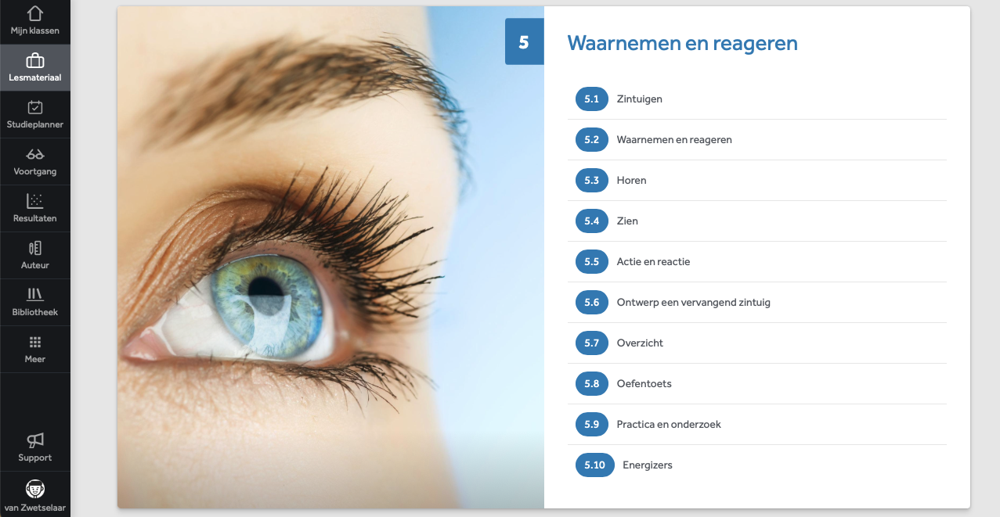 Mijn klassen
Lesmateriaal
Studieplanner
Voortgang
Resultaten
Auteur
Bibliotheek
Meer
Support
van Zwetselaar
5
Waarnemen en reageren
5.1 Zintuigen
5.2 Waarnemen en reageren
5.3 Horen
5.4 Zien
5.5 Actie en reactie
5.6 Ontwerp een vervangend zintuig
5.7 Overzicht
5.8 Oefentoets
5.9 Practica en onderzoek
5.10 Energizers